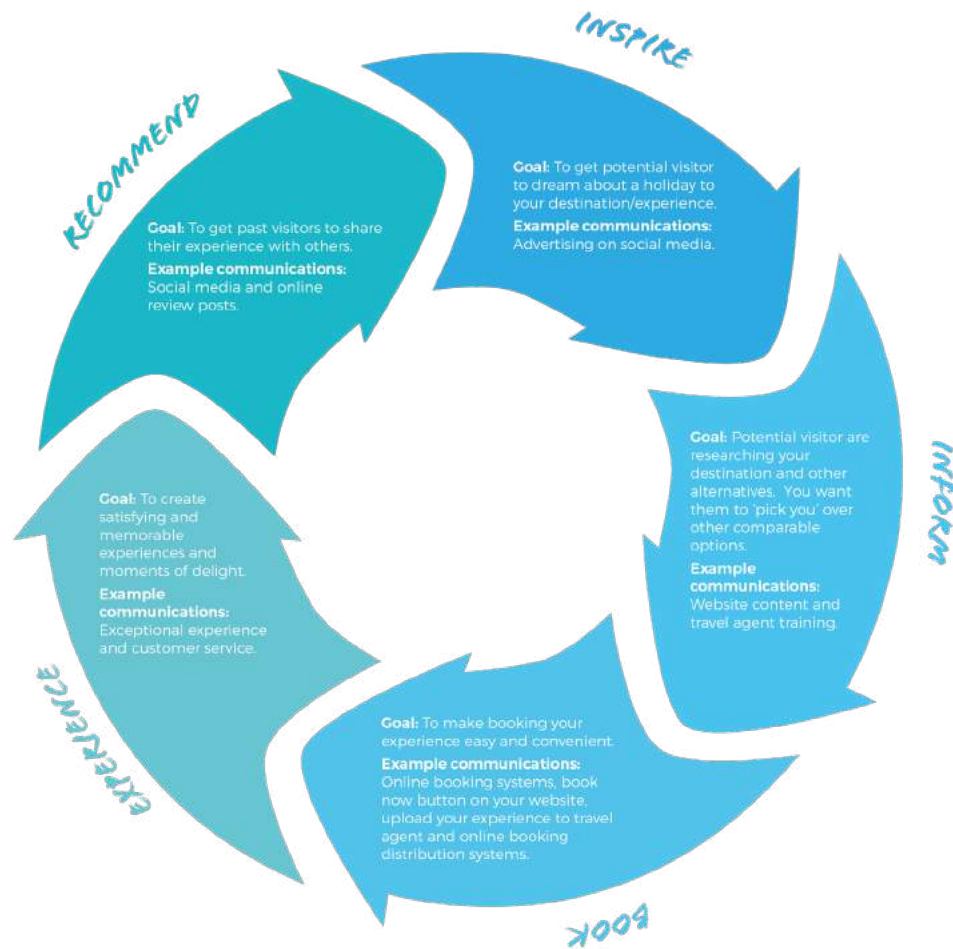 INSPIRE
Goal: To get potential visitor
to dream about a holiday to
your destination/experience.
Example communications:
Advertising on social media.
INFORM
Goal: Potential visitor are
researching your
destination and other
alternatives. You want
them to 'pick you' over
other comparable
options.
Example
communications:
Website content and
travel agent training.
BOOK
Goal: To make booking your
experience easy and convenient.
Example communications:
Online booking systems, book
now button on your website,
upload your experience to travel
agent and online booking
distribution systems.
EXPERIENCE
Goal: To create
satisfying and
memorable
experiences and
moments of delight.
Example
communications:
Exceptional experience
and customer service.
RECOMMEND
Goal: To get past visitors to share
their experience with others.
Example communications:
Social media and online
review posts.